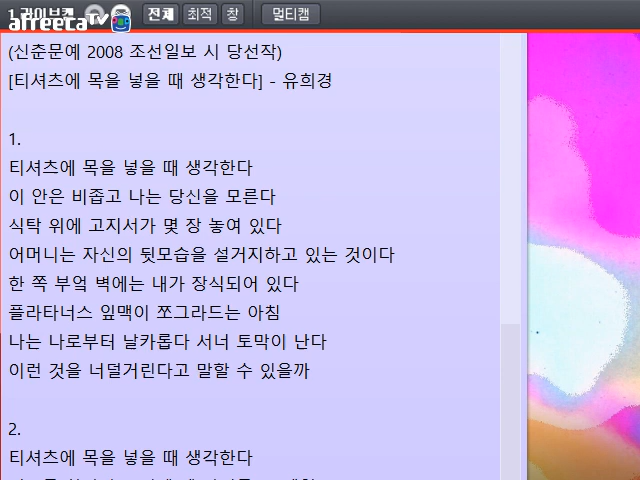 afreecaTV 전체 최적 창 멀티캠
(신춘문예 2008 조선일보 시 당선작)
[티셔츠에 목을 넣을 때 생각한다] - 유희경
1.
티셔츠에 목을 넣을 때 생각한다
이 안은 비좁고 나는 당신을 모른다
식탁 위에 고지서가 몇 장 놓여 있다
어머니는 자신의 뒷모습을 설거지하고 있는 것이다
한 쪽 부엌 벽에는 내가 장식되어 있다
플라타너스 잎맥이 쪼그라드는 아침
나는 나로부터 날카롭다 서너 토막이 난다
이런 것을 너덜거린다고 말할 수 있을까
2.
티셔츠에 목을 넣을 때 생각한다